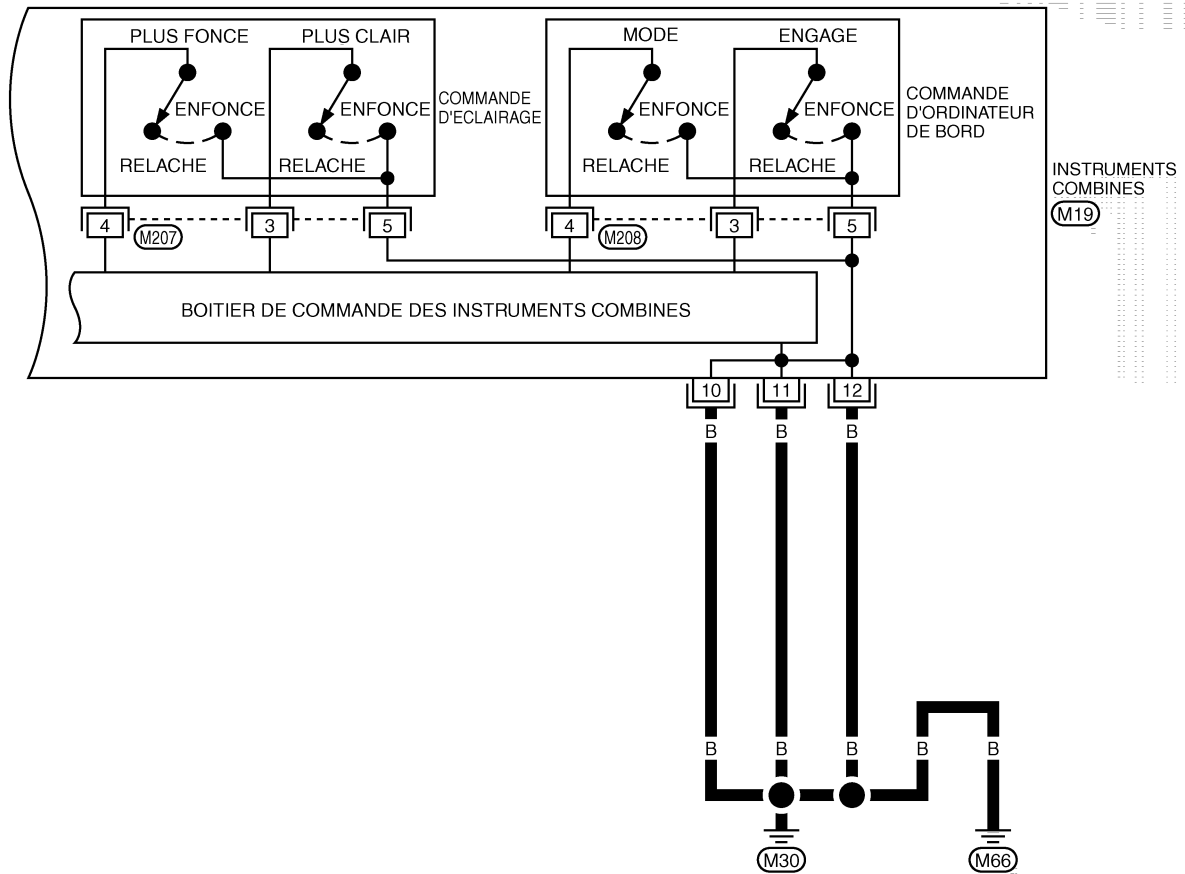 PLUS FONCE
PLUS CLAIR
ENFONCE
ENFONCE
RELACHE
RELACHE
COMMANDE
D'ECLAIRAGE
MODE
ENGAGE
ENFONCE
ENFONCE
RELACHE
RELACHE
COMMANDE
D'ORDINATEUR
DE BORD
INSTRUMENTS
COMBINES
M19
4
M207
3
5
4
M208
3
5
BOITIER DE COMMANDE DES INSTRUMENTS COMBINES
10
11
12
B
B
B
B
B
B
B
B
M30
M66